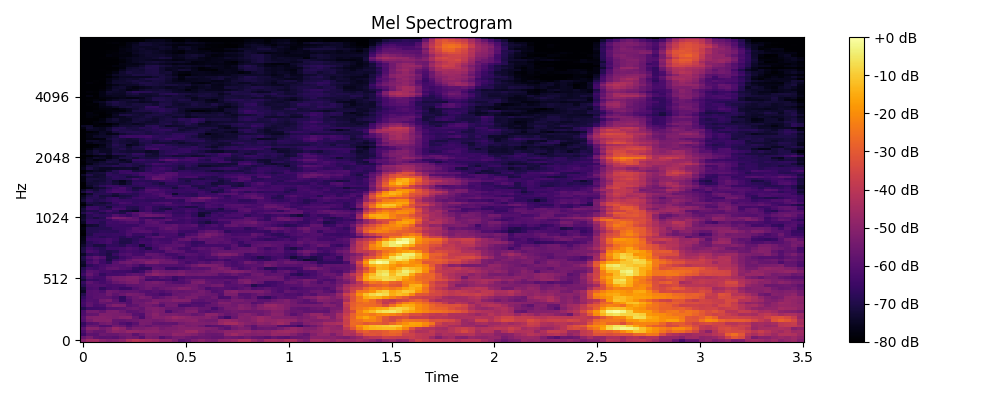 Mel Spectrogram
Hz
4096
2048
1024
512
0
0
0.5
1
1.5
2
2.5
3
3.5
Time
+0 dB
-10 dB
-20 dB
-30 dB
-40 dB
-50 dB
-60 dB
-70 dB
-80 dB